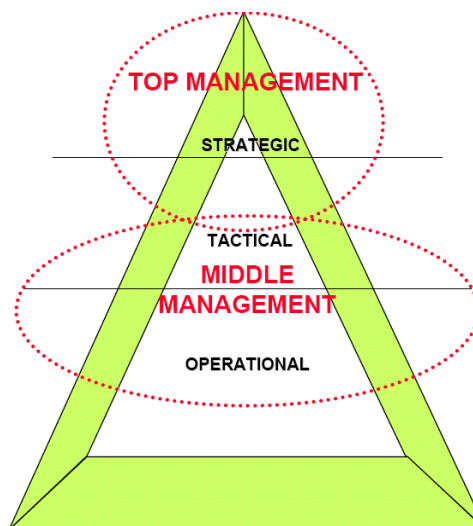 TOP MANAGEMENT
STRATEGIC
TACTICAL
MIDDLE
MANAGEMENT
OPERATIONAL